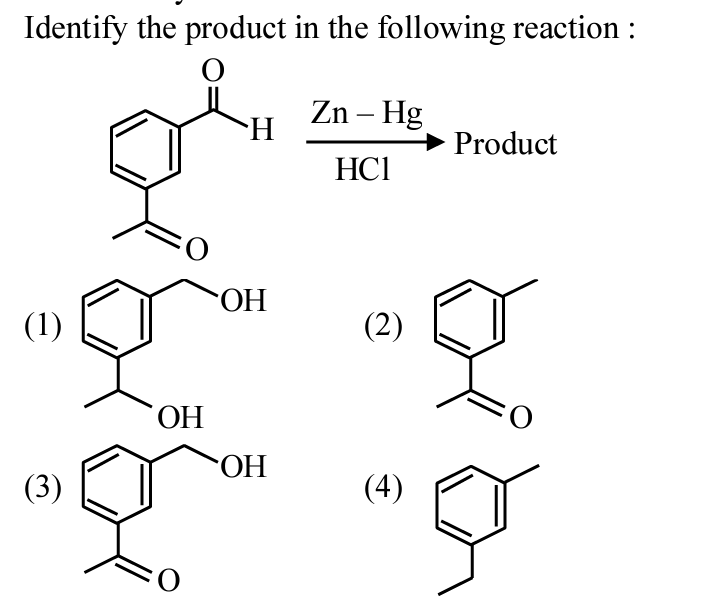 Identify the product in the following reaction :
O
H
Zn – Hg
Product
HCl
O
(1)
OH
OH
(2)
O
(3)
OH
O
(4)